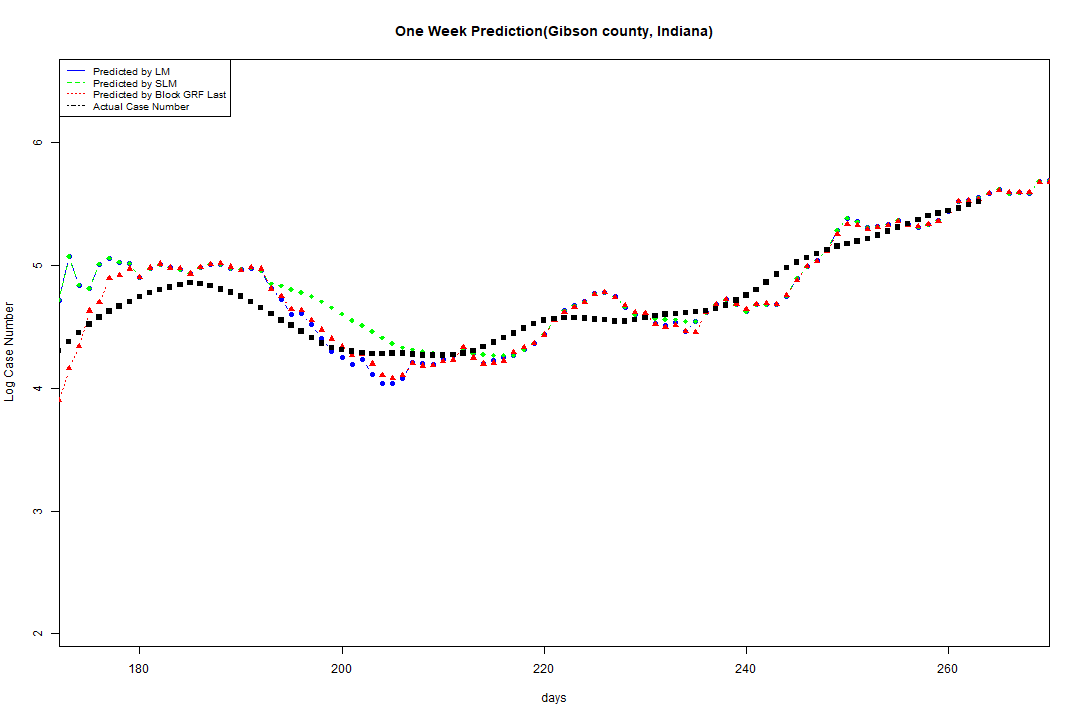 One Week Prediction(Gibson county, Indiana)
Predicted by LM
Predicted by SLM
Predicted by Block GRF Last
Actual Case Number
6
5
4
3
2
Log Case Number
180 200 220 240 260
days